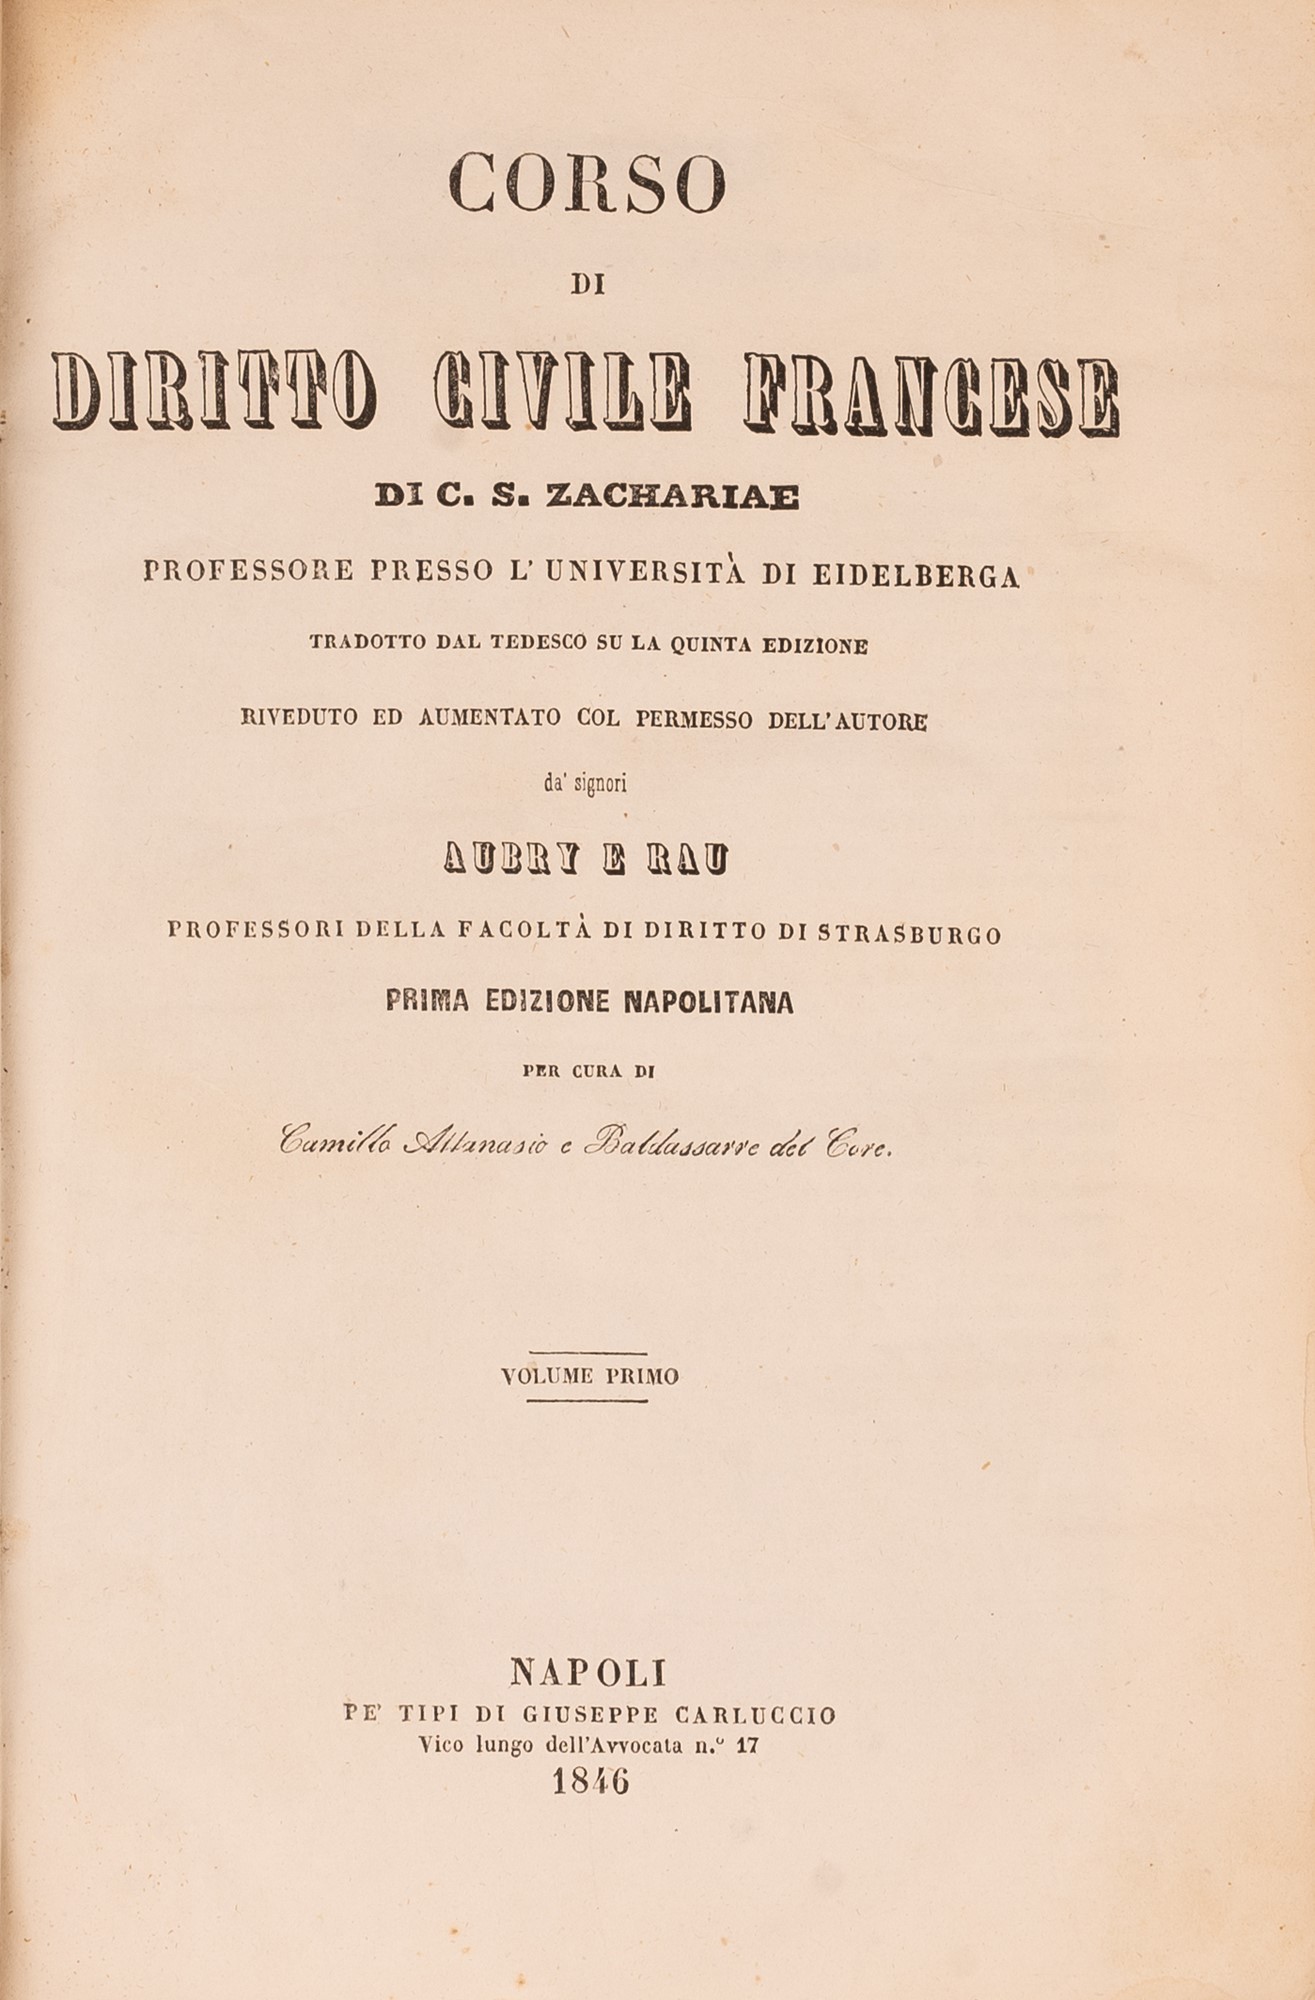 CORSO
DI
DIRITTO CIVILE FRANCESE
DI C. S. ZACHARIAE
PROFESSORE PRESSO L' UNIVERSITÀ DI EIDELBERGA
TRADOTTO DAL TEDESCO SU LA QUINTA EDIZIONE
RIVEDUTO ED AUMENTATO COL PERMESSO DELL'AUTORE
da' signori
AUBRY E RAU
PROFESSORI DELLA FACOLTÀ DI DIRITTO DI STRASBURGO
PRIMA EDIZIONE NAPOLITANA
PER CURA DI
Camillo Attanasio e Baldassarre del Core.
VOLUME PRIMO
NAPOLI
PE' TIPI DI GIUSEPPE CARLUCCIO
Vico lungo dell'Avvocata n.º 17
1846